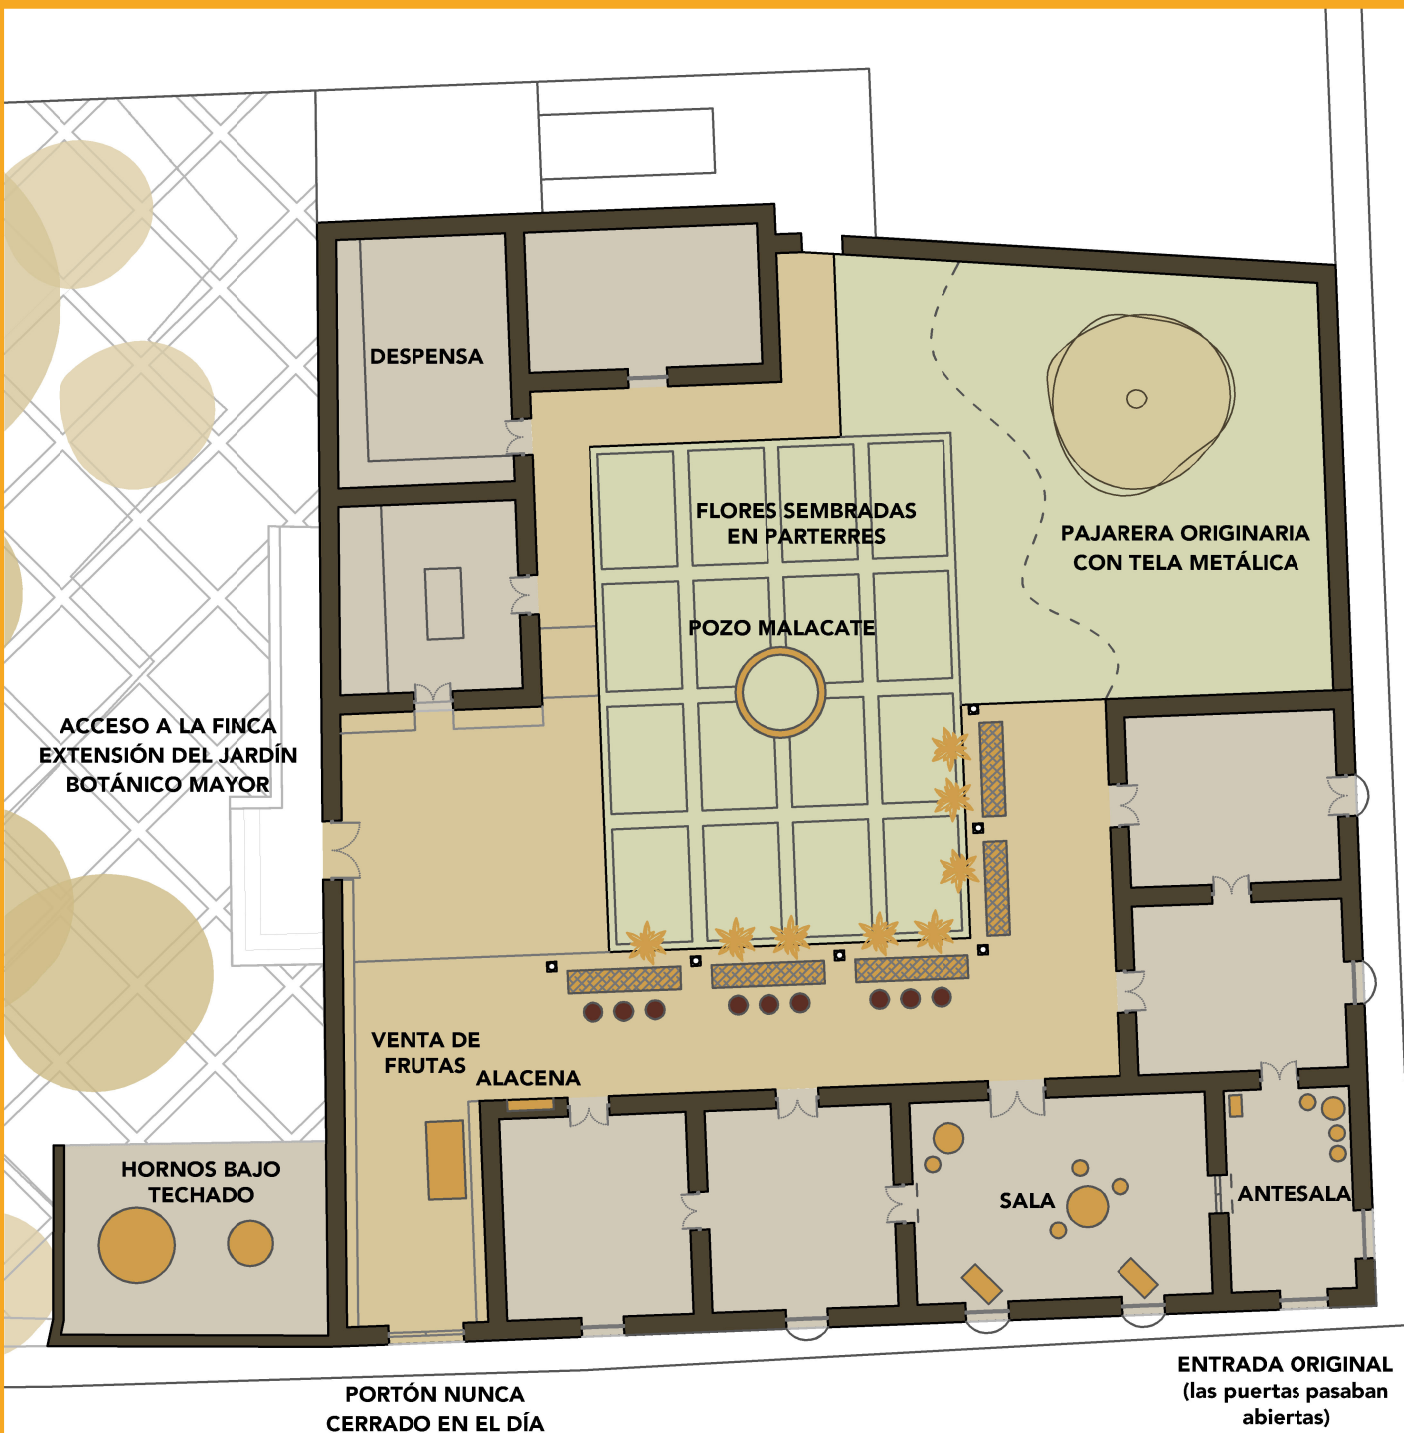 DESPENSA
FLORES SEMBRADAS
EN PARTERRES
PAJARERA ORIGINARIA
CON TELA METÁLICA
POZO MALACATE
ACCESO A LA FINCA
EXTENSIÓN DEL JARDÍN
BOTÁNICO MAYOR
VENTA DE
FRUTAS
ALACENA
HORNOS BAJO
TECHADO
SALA
ANTESALA
PORTÓN NUNCA
CERRADO EN EL DÍA
ENTRADA ORIGINAL
(las puertas pasaban
abiertas)